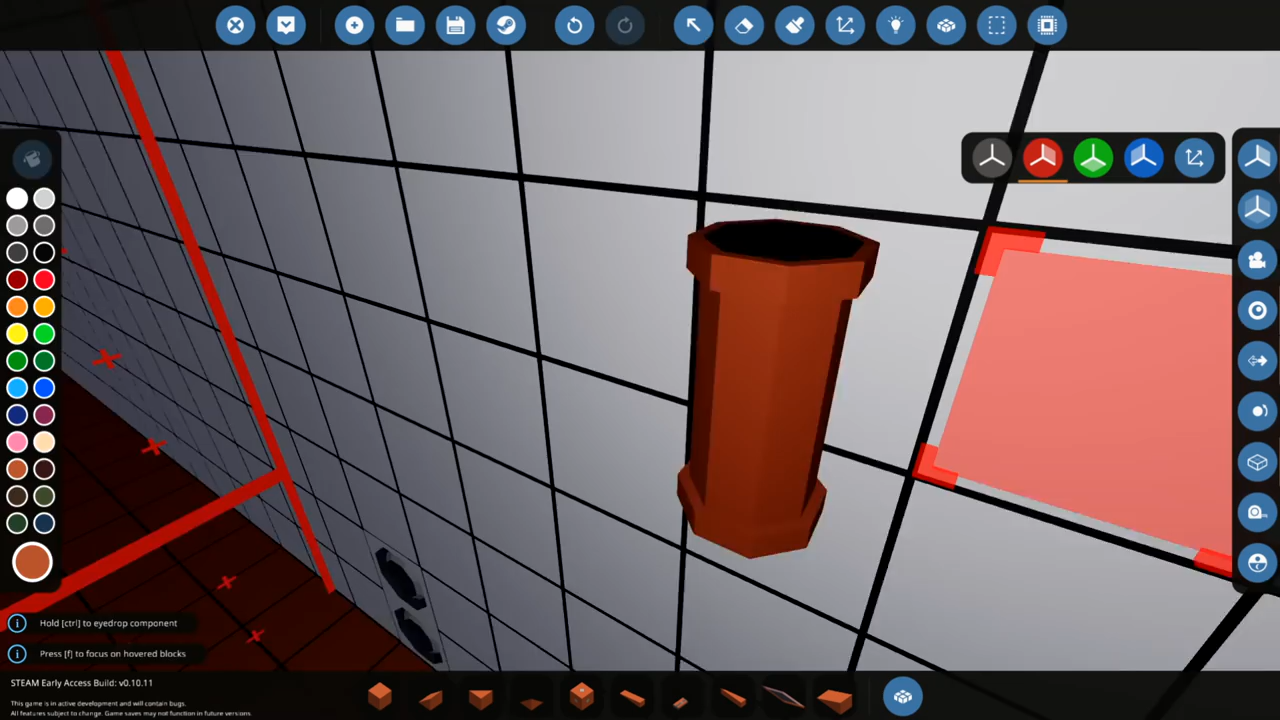 Hold [ctrl] to eyedrop component
Press [f] to focus on hovered blocks
STEAM Early Access Build: v0.10.11
This game is in active development and will contain bugs.
All features subject to change. Game saves may not function in future versions